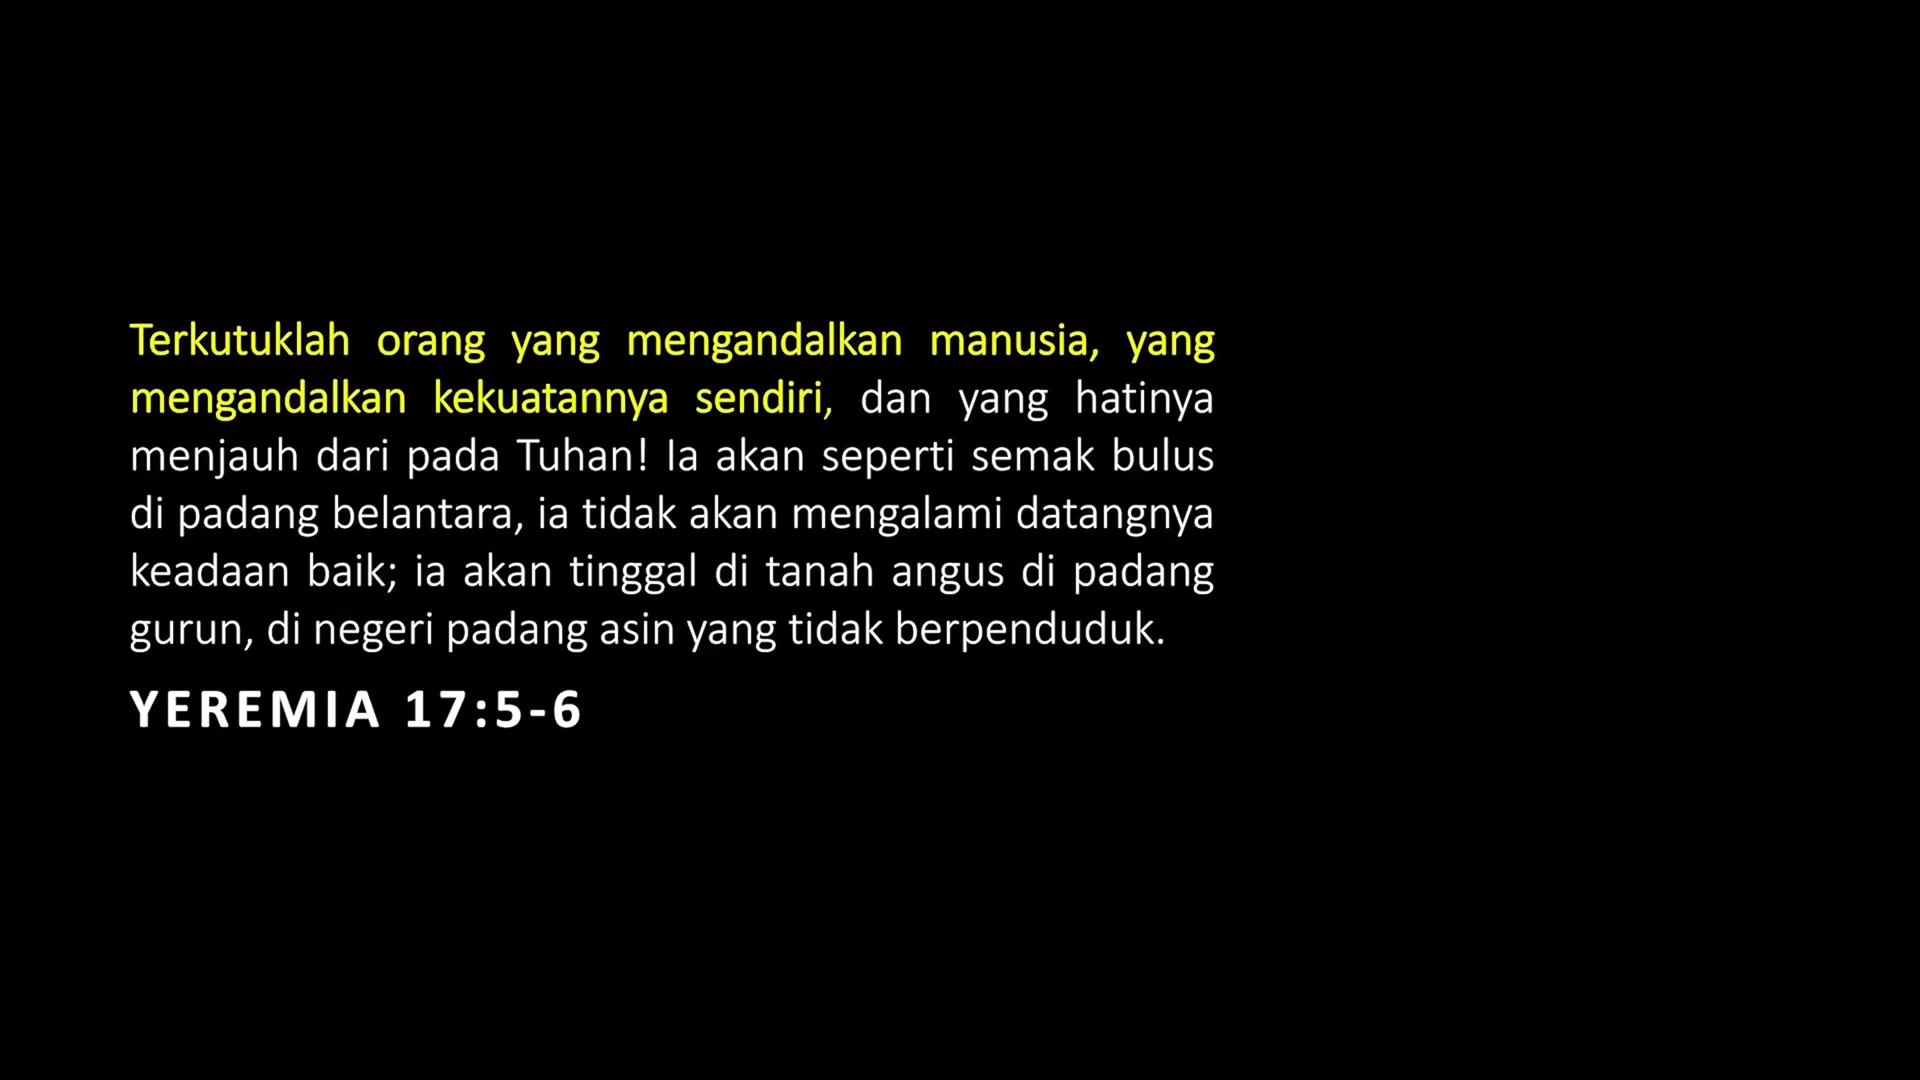 Terkutuklah orang yang mengandalkan manusia, yang
mengandalkan kekuatannya sendiri, dan yang hatinya
menjauh dari pada Tuhan! Ia akan seperti semak bulus
di padang belantara, ia tidak akan mengalami datangnya
keadaan baik; ia akan tinggal di tanah angus di padang
gurun, di negeri padang asin yang tidak berpenduduk.
YEREMIA 17:5-6